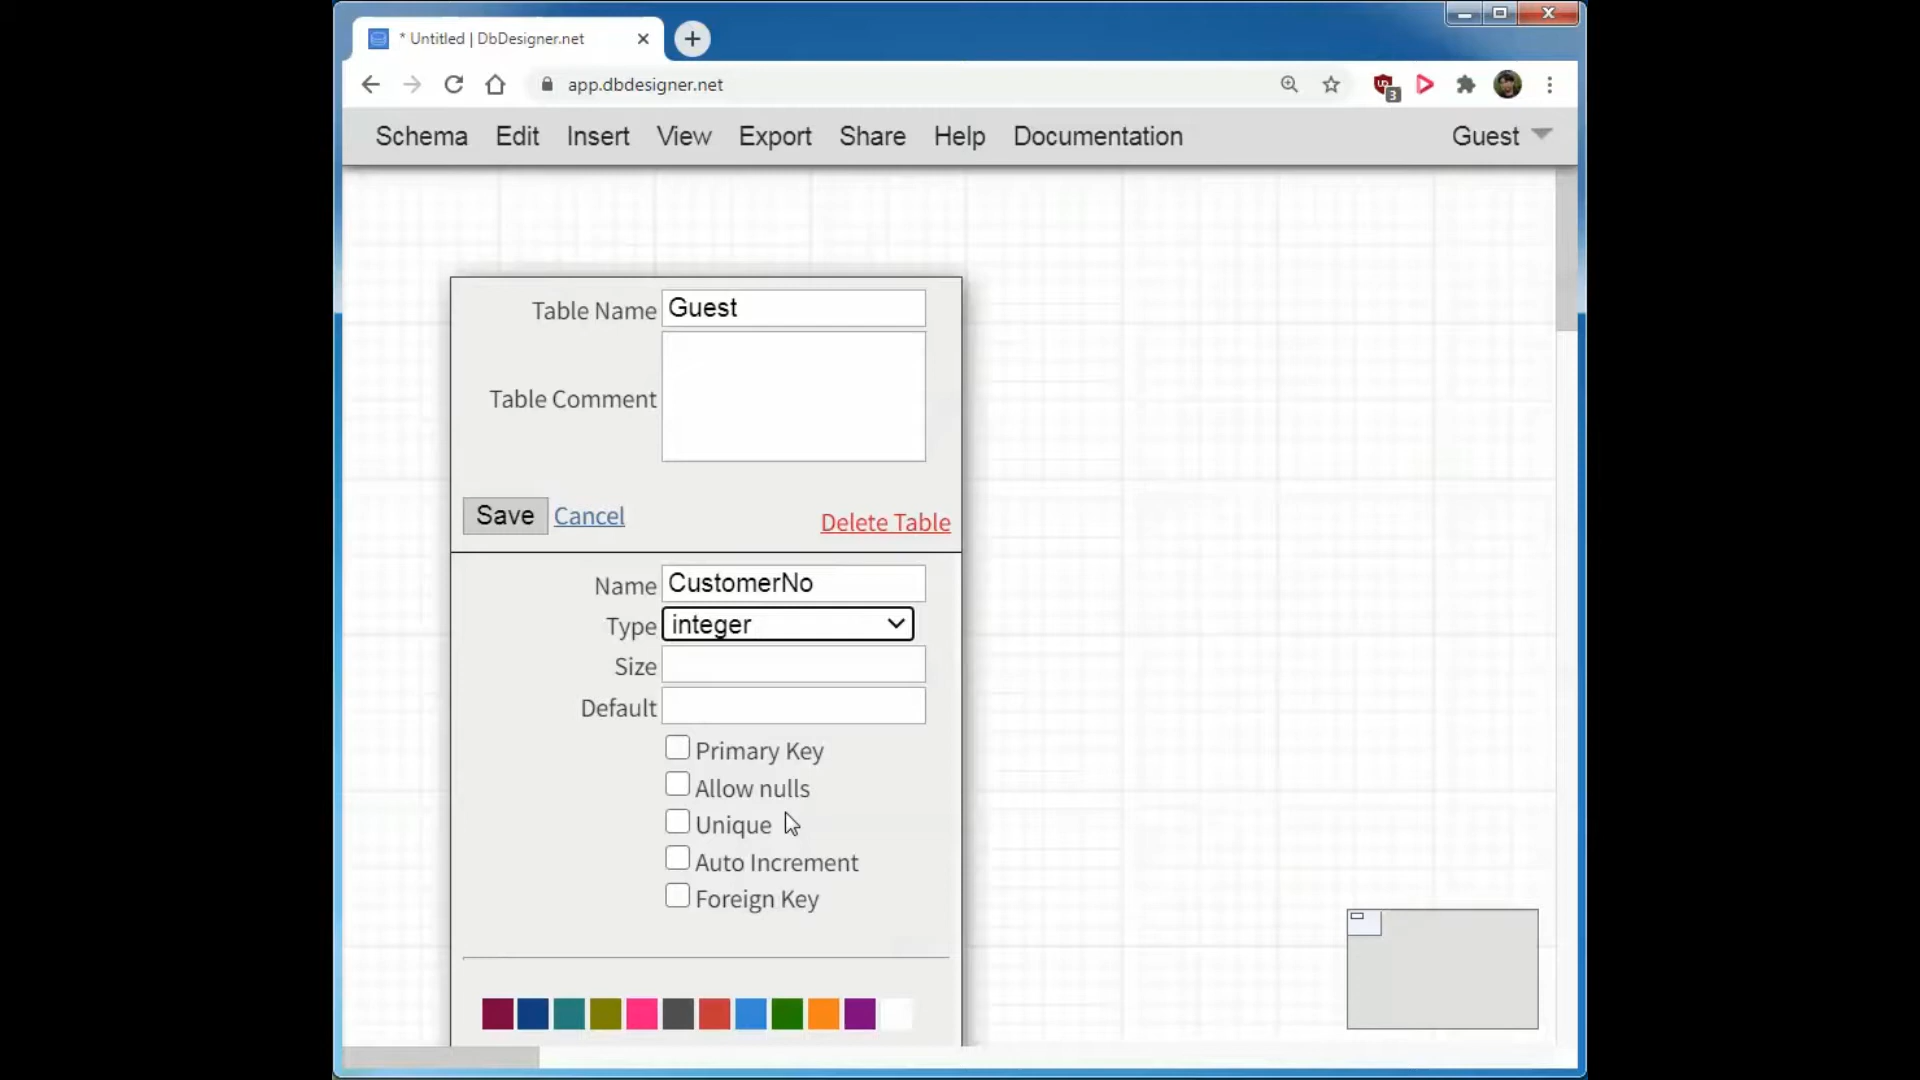 * Untitled | DbDesigner.net
app.dbdesigner.net
3
Schema Edit Insert View Export Share Help Documentation Guest
Table Name Guest
Table Comment
Save Cancel Delete Table
Name CustomerNo
Type integer
Size
Default
Primary Key
Allow nulls
Unique
Auto Increment
Foreign Key